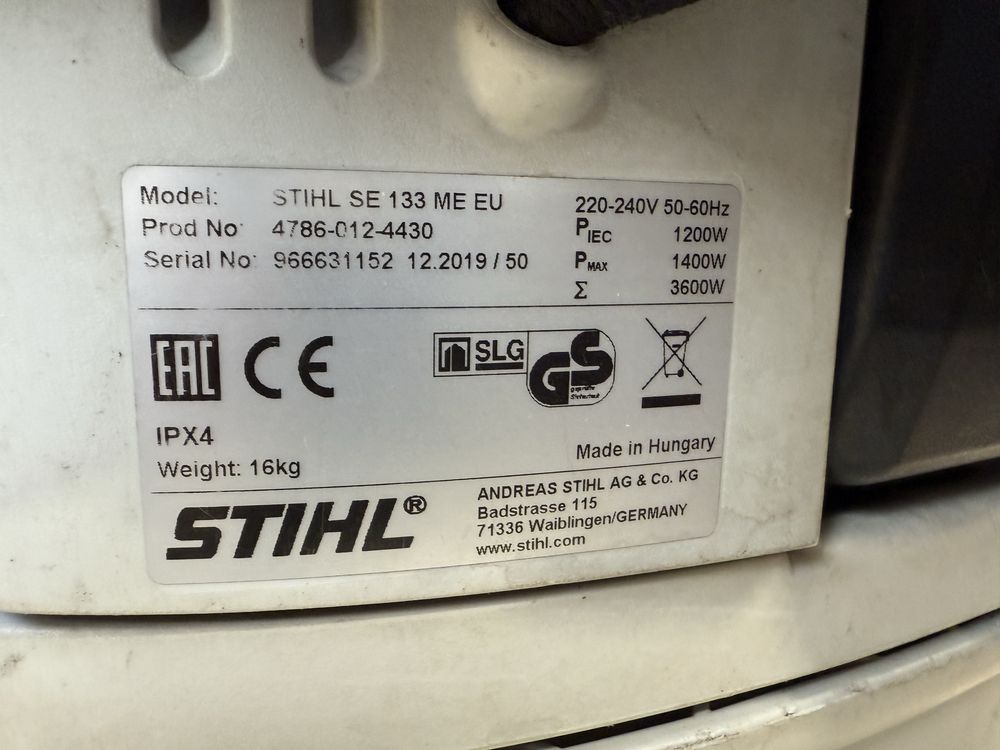 Model: STIHL SE 133 ME EU
Prod No: 4786-012-4430
Serial No: 966631152 12.2019 / 50
220-240V 50-60Hz
PIEC 1200W
PMAX 1400W
Σ 3600W
EAC CE
SLG
GS
geprüfte
Sicherheit
IPX4
Weight: 16kg
Made in Hungary
STIHL®
ANDREAS STIHL AG & Co. KG
Badstrasse 115
71336 Waiblingen/GERMANY
www.stihl.com